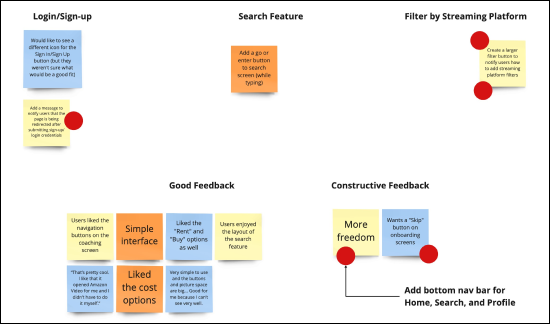 Login/Sign-up
Search Feature
Filter by Streaming Platform
Would like to see a
different icon for the
Sign in/Sign Up
button (but they
weren't sure what
would be a good fit)
Add a go or
enter button to
search screen (while
typing)
Create a larger
filter button to
notify users how
to add streaming
platform filters
Add a message to
notify users that the
page is being
redirected after
submitting sign-up/
login credentials
Good Feedback
Constructive Feedback
Users liked the
navigation
buttons on the
coaching
screen
Simple
interface
Liked the
"Rent" and
"Buy" options
as well
Users enjoyed
the layout of
the search
feature
More
freedom
Wants a "Skip"
button on
onboarding
screens
"That's pretty cool.
I like that it
opened Amazon
Video for me and I
didn't have to do
it myself."
Liked
the cost
options
Very simple to use
and the buttons
and picture space
are big... Good for
me because I can't
see very well.
Add bottom nav bar for
Home, Search, and Profile